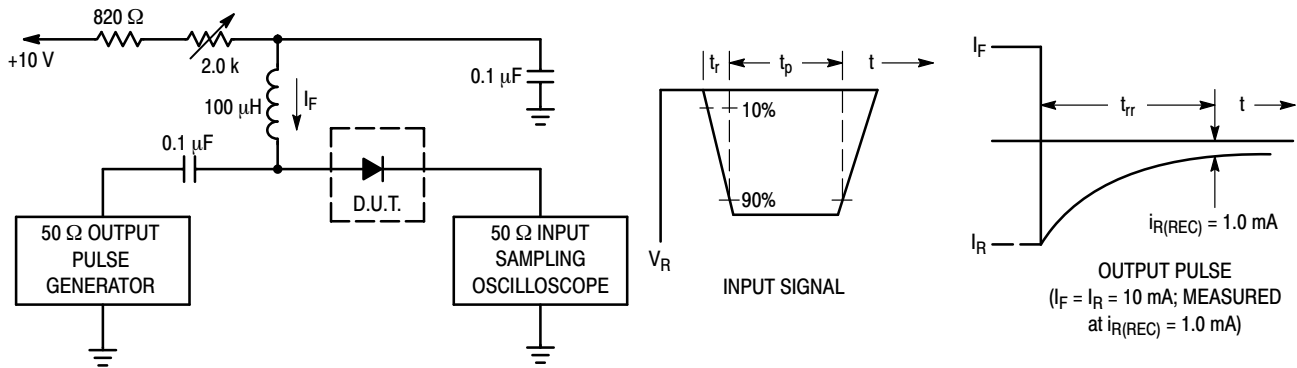 820 Ω
+10 V
2.0 k
0.1 µF
100 µH
I_F
0.1 µF
D.U.T.
50 Ω OUTPUT
PULSE
GENERATOR
50 Ω INPUT
SAMPLING
OSCILLOSCOPE
t_r
t_p
t
10%
90%
V_R
INPUT SIGNAL
I_F
t_rr
t
I_R
i_R(REC) = 1.0 mA
OUTPUT PULSE
(I_F = I_R = 10 mA; MEASURED
at i_R(REC) = 1.0 mA)